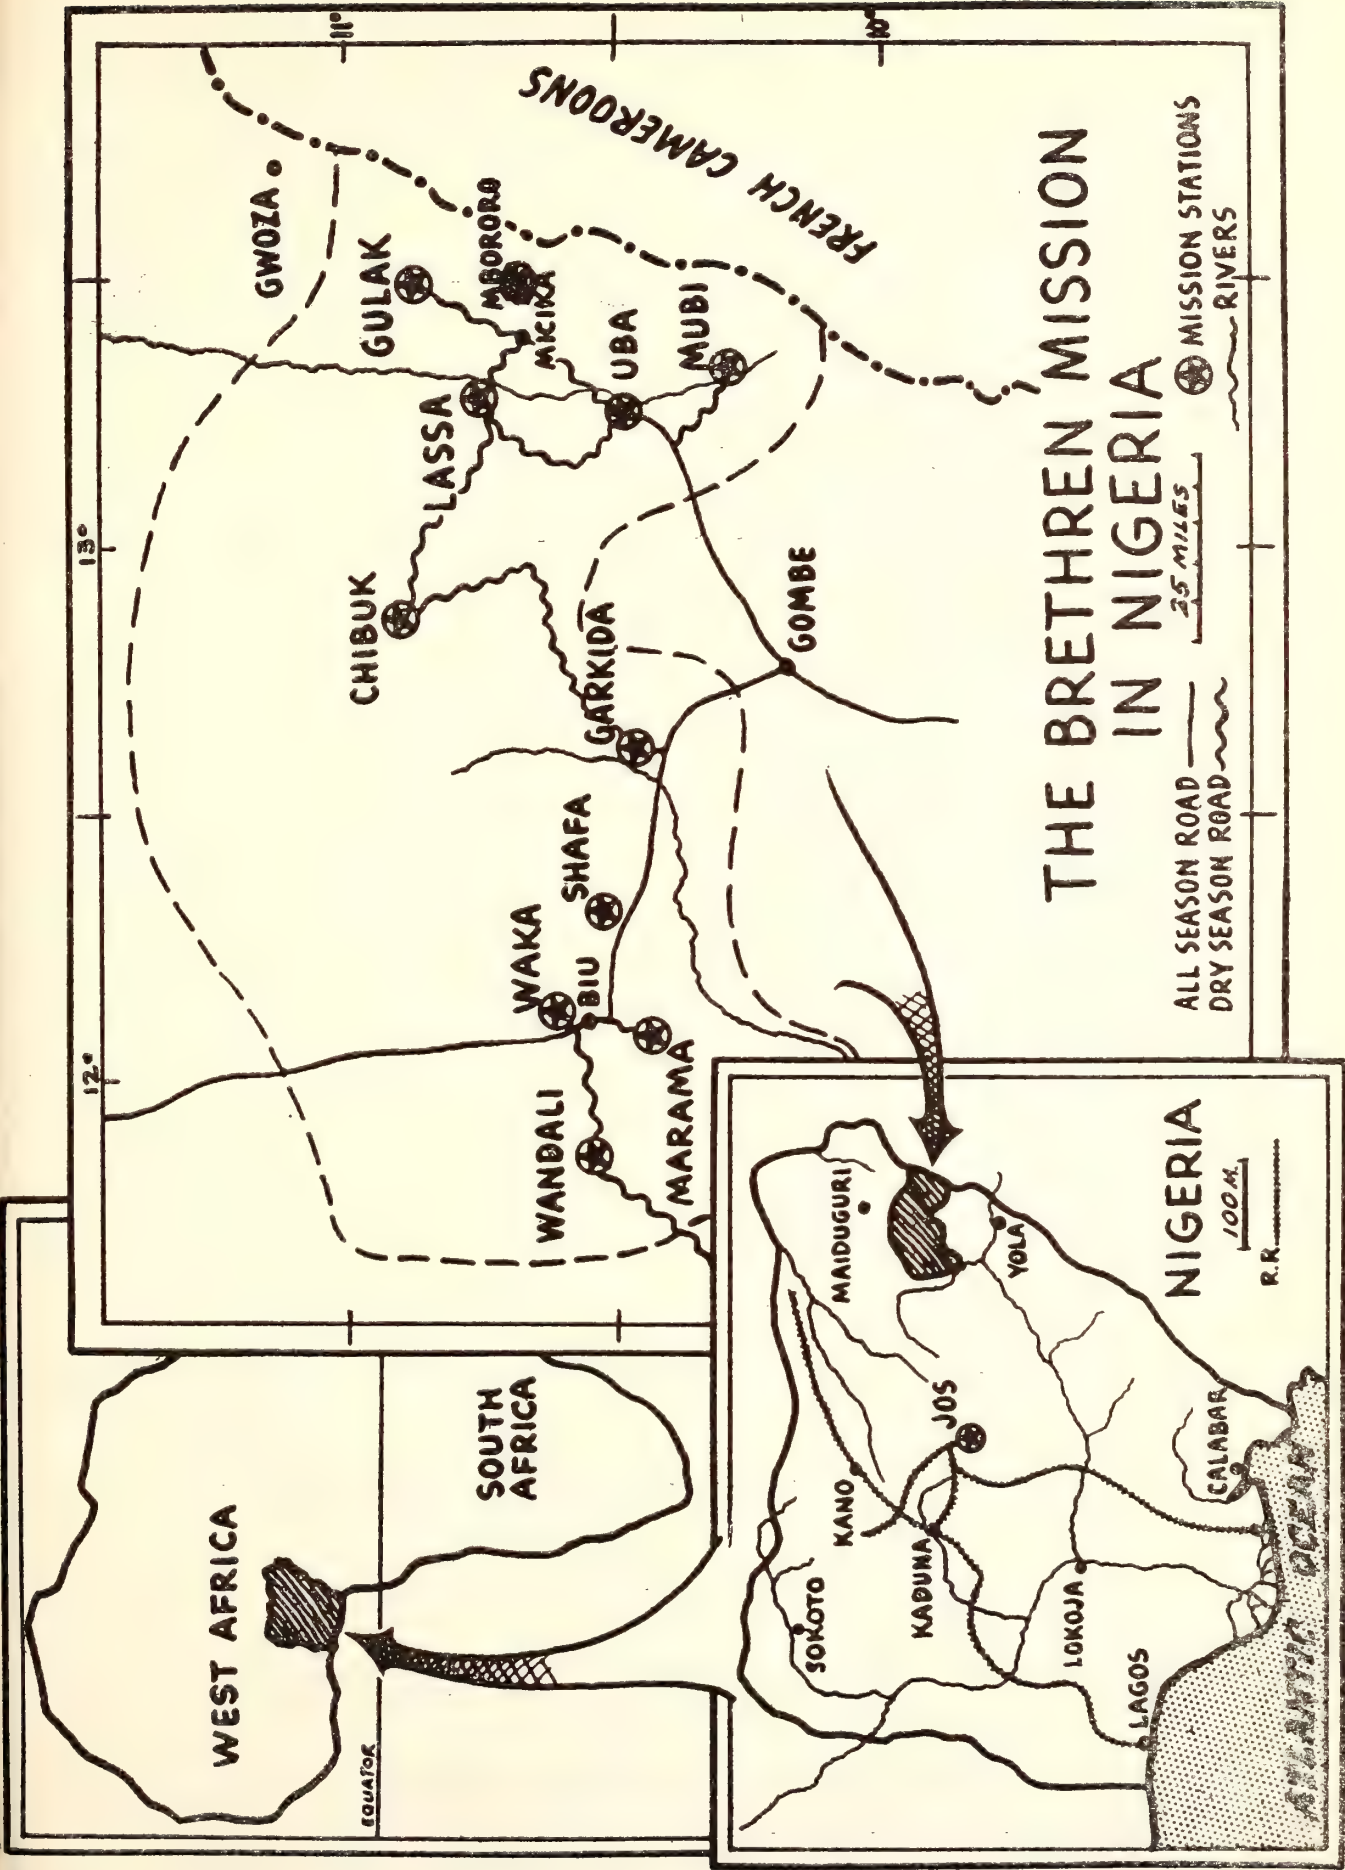 WEST AFRICA
SOUTH
AFRICA
EQUATOR
12°
13°
11°
10°
GWOZA
GULAK
MBORORO
MICIKA
LASSA
UBA
MUBI
CHIBUK
GARKIDA
GOMBE
SHAFA
WAKA
BIU
MARAMA
WANDALI
FRENCH CAMEROONS
THE BRETHREN MISSION
IN NIGERIA
ALL SEASON ROAD
DRY SEASON ROAD
25 MILES
MISSION STATIONS
RIVERS
MAIDUGURI
YOLA
JOS
KANO
KADUNA
SOKOTO
LOKOJA
LAGOS
CALABAR
ATLANTIC OCEAN
NIGERIA
100 M.
R.R.